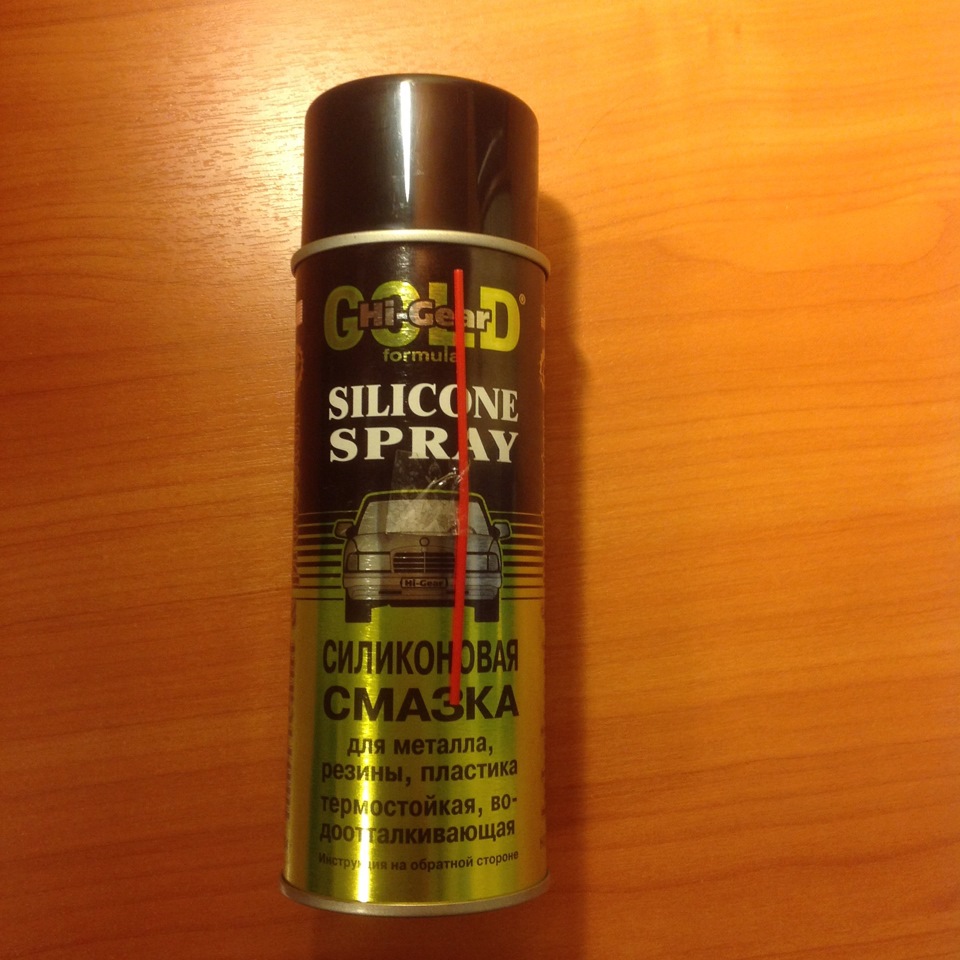 GOLD®
Hi-Gear
formula
SILICONE
SPRAY
Hi-Gear
СИЛИКОНОВАЯ
СМАЗКА
для металла,
резины, пластика
термостойкая, во-
доотталкивающая
Инструкция на обратной стороне